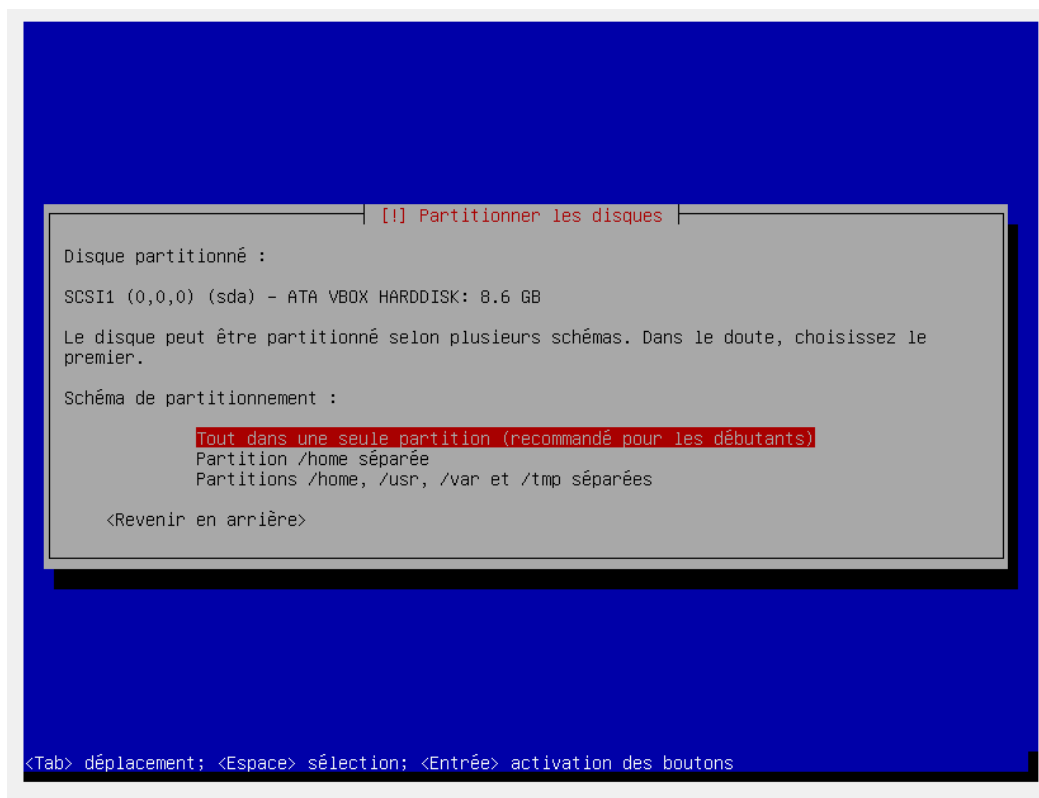 [!] Partitionner les disques
Disque partitionné :
SCSI1 (0,0,0) (sda) - ATA VBOX HARDDISK: 8.6 GB
Le disque peut être partitionné selon plusieurs schémas. Dans le doute, choisissez le
premier.
Schéma de partitionnement :
Tout dans une seule partition (recommandé pour les débutants)
Partition /home séparée
Partitions /home, /usr, /var et /tmp séparées
<Revenir en arrière>
<Tab> déplacement; <Espace> sélection; <Entrée> activation des boutons